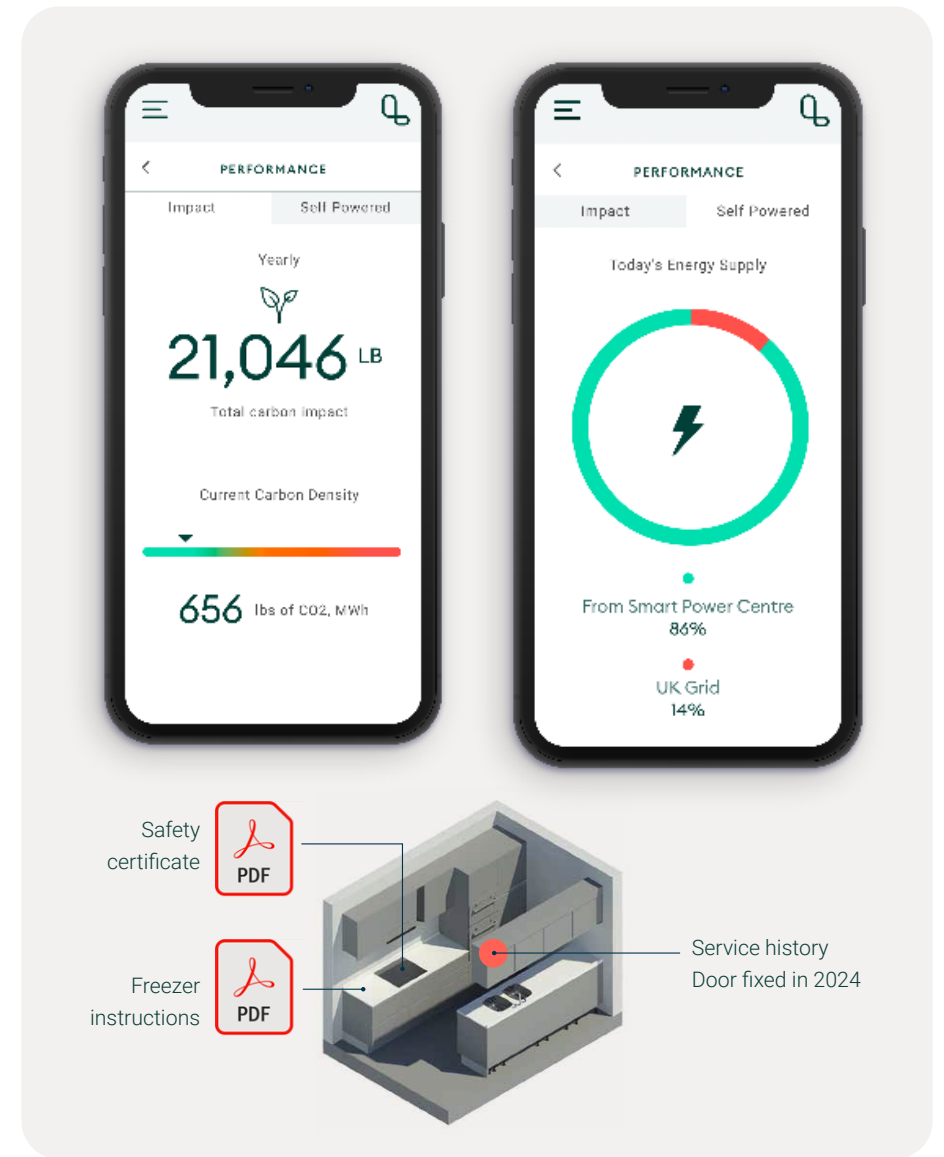 PERFORMANCE
Impact
Self Powered
Yearly
21,046 LB
Total carbon impact
Current Carbon Density
656 lbs of CO2, MWh
PERFORMANCE
Impact
Self Powered
Today's Energy Supply
From Smart Power Centre
86%
UK Grid
14%
Safety
certificate
PDF
Freezer
instructions
PDF
Service history
Door fixed in 2024